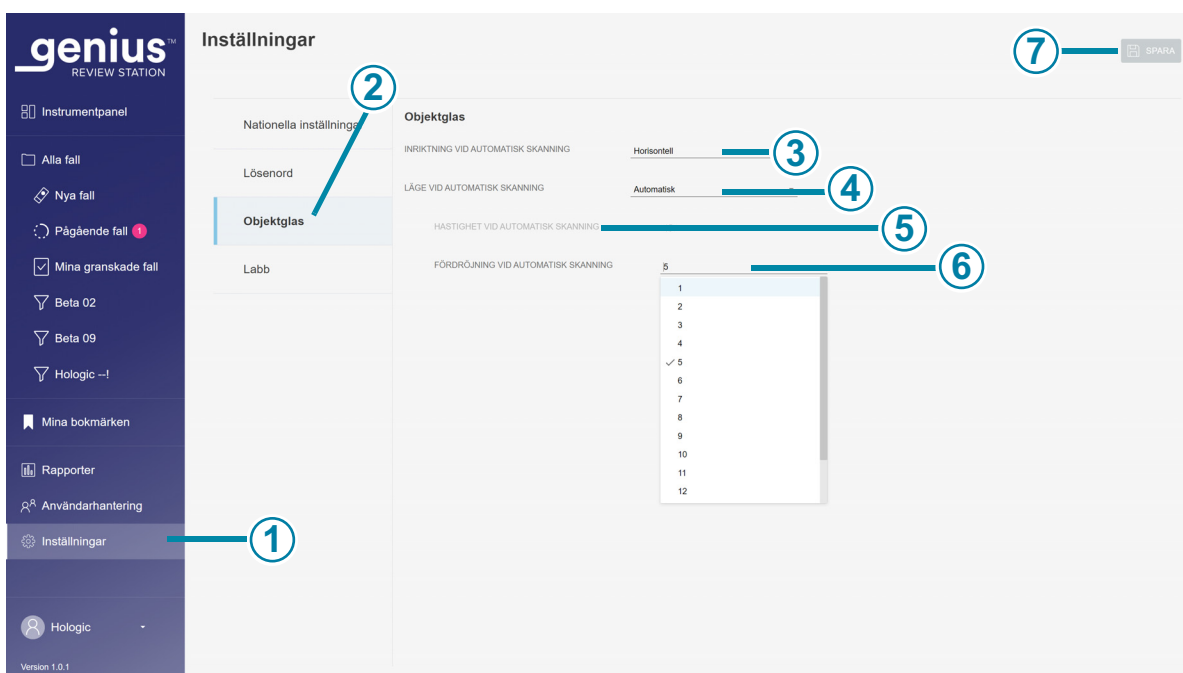 genius™
REVIEW STATION
Instrumentpanel
Alla fall
Nya fall
Pågående fall 1
Mina granskade fall
Beta 02
Beta 09
Hologic --!
Mina bokmärken
Rapporter
Användarhantering
Inställningar
Hologic
Version 1.0.1
1
Inställningar
7
SPARA
2
Nationella inställningar
Lösenord
Objektglas
Labb
Objektglas
INRIKTNING VID AUTOMATISK SKANNING
Horisontell
3
LÄGE VID AUTOMATISK SKANNING
Automatisk
4
HASTIGHET VID AUTOMATISK SKANNING
5
FÖRDRÖJNING VID AUTOMATISK SKANNING
5
6
1
2
3
4
5
6
7
8
9
10
11
12